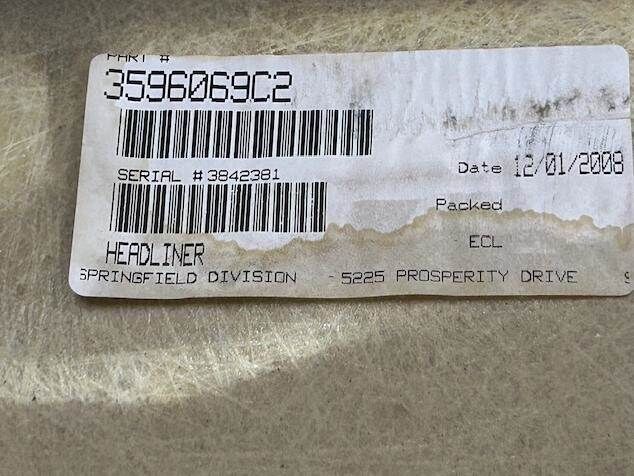 PART #
3596069C2
SERIAL #3842381
Date 12/01/2008
Packed
ECL
HEADLINER
SPRINGFIELD DIVISION - 5225 PROSPERITY DRIVE